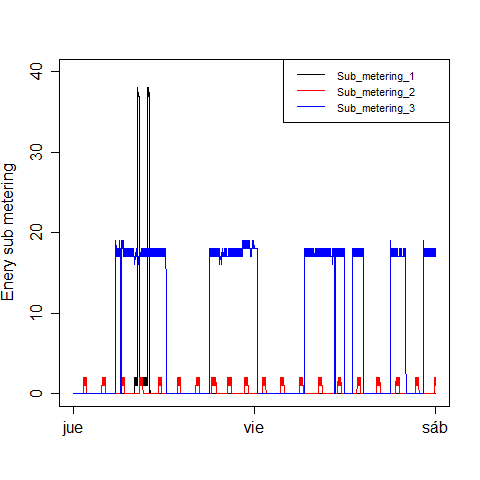 Sub_metering_1
Sub_metering_2
Sub_metering_3
Enery sub metering
40
30
20
10
0
jue
vie
sáb